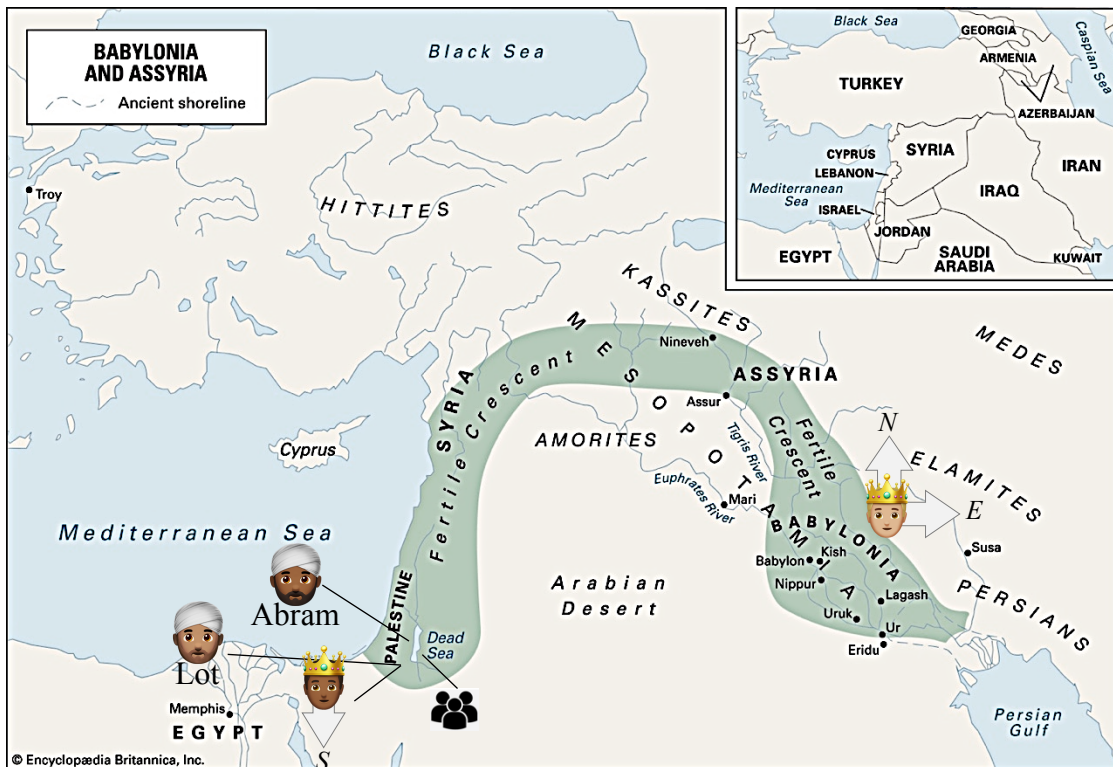 BABYLONIA
AND ASSYRIA
Ancient shoreline
Black Sea
Troy
HITTITES
Cyprus
Mediterranean Sea
SYRIA
Fertile Crescent
MESOPOTAMIA
KASSITES
Nineveh
ASSYRIA
Assur
MEDES
AMORITES
Tigris River
Euphrates River
Mari
Fertile
Crescent
N
E
ELAMITES
BABYLONIA
Babylon
Kish
Nippur
Susa
Lagash
Uruk
Ur
Eridu
PERSIANS
Arabian
Desert
Persian
Gulf
PALESTINE
Dead
Sea
Abram
Lot
Memphis
EGYPT
S
© Encyclopædia Britannica, Inc.
Black Sea
Caspian Sea
GEORGIA
ARMENIA
TURKEY
AZERBAIJAN
CYPRUS
SYRIA
LEBANON
IRAN
Mediterranean
Sea
IRAQ
ISRAEL
JORDAN
EGYPT
SAUDI
ARABIA
KUWAIT